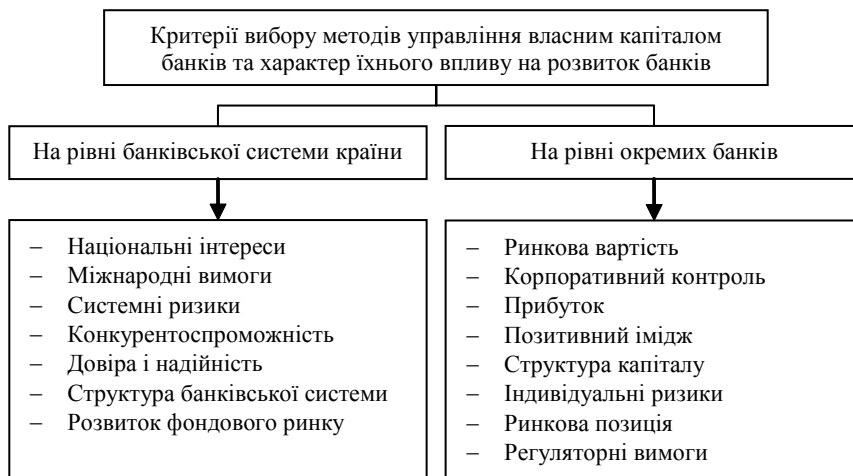 Критерії вибору методів управління власним капіталом
банків та характер їхнього впливу на розвиток банків
На рівні банківської системи країни
На рівні окремих банків
– Національні інтереси
– Міжнародні вимоги
– Системні ризики
– Конкурентоспроможність
– Довіра і надійність
– Структура банківської системи
– Розвиток фондового ринку
– Ринкова вартість
– Корпоративний контроль
– Прибуток
– Позитивний імідж
– Структура капіталу
– Індивідуальні ризики
– Ринкова позиція
– Регуляторні вимоги